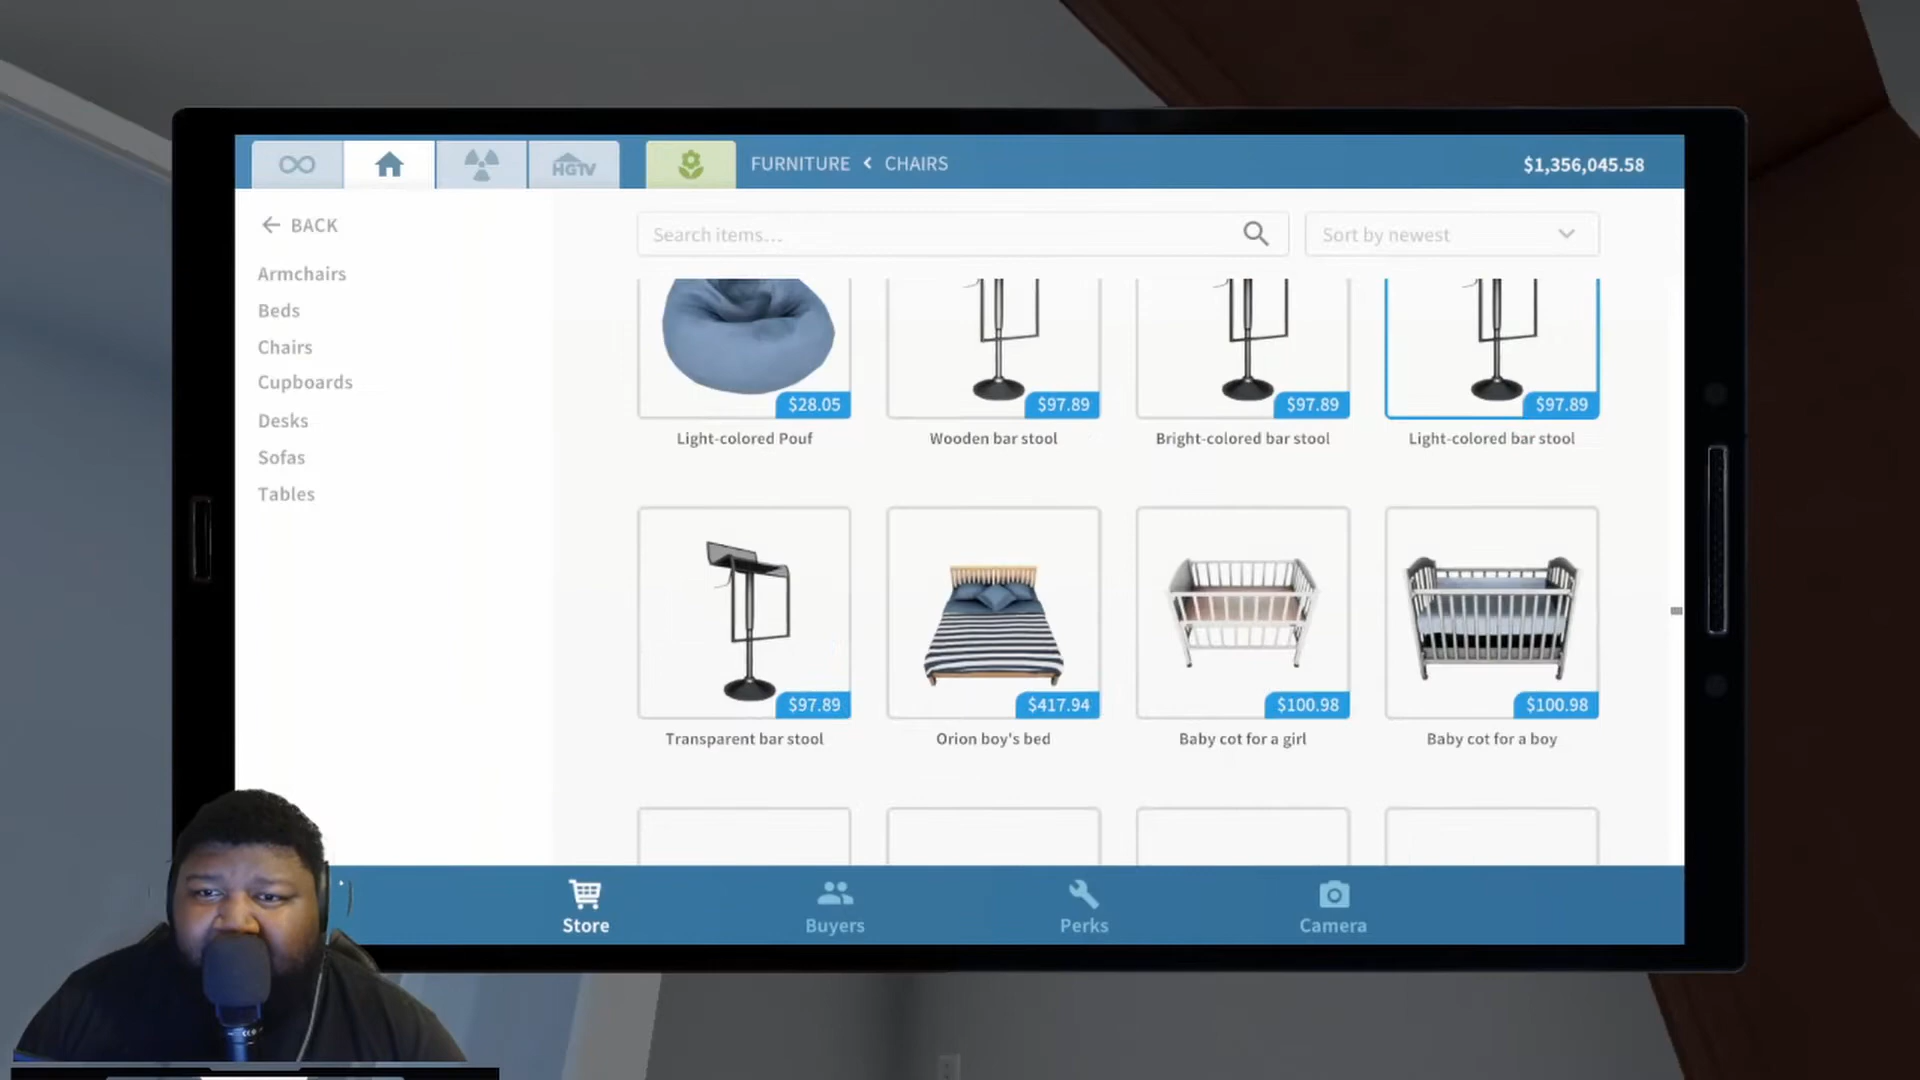 HGTV
FURNITURE < CHAIRS
$1,356,045.58
BACK
Search items...
Sort by newest
Armchairs
Beds
Chairs
Cupboards
Desks
Sofas
Tables
$28.05
$97.89
$97.89
$97.89
Light-colored Pouf
Wooden bar stool
Bright-colored bar stool
Light-colored bar stool
$97.89
$417.94
$100.98
$100.98
Transparent bar stool
Orion boy's bed
Baby cot for a girl
Baby cot for a boy
Store
Buyers
Perks
Camera